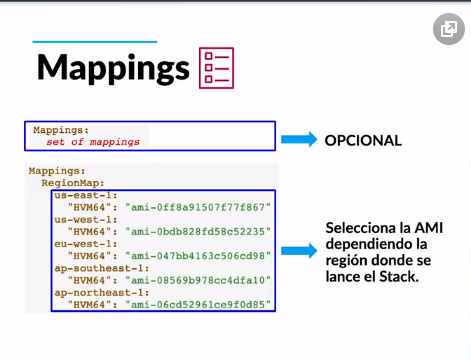 Mappings
Mappings:
set of mappings
OPCIONAL
Mappings:
RegionMap:
us-east-1:
"HVM64": "ami-0ff8a91507f77f867"
us-west-1:
"HVM64": "ami-0bdb828fd58c52235"
eu-west-1:
"HVM64": "ami-047bb4163c506cd98"
ap-southeast-1:
"HVM64": "ami-08569b978cc4dfa10"
ap-northeast-1:
"HVM64": "ami-06cd52961ce9f0d85"
Selecciona la AMI
dependiendo la
región donde se
lance el Stack.